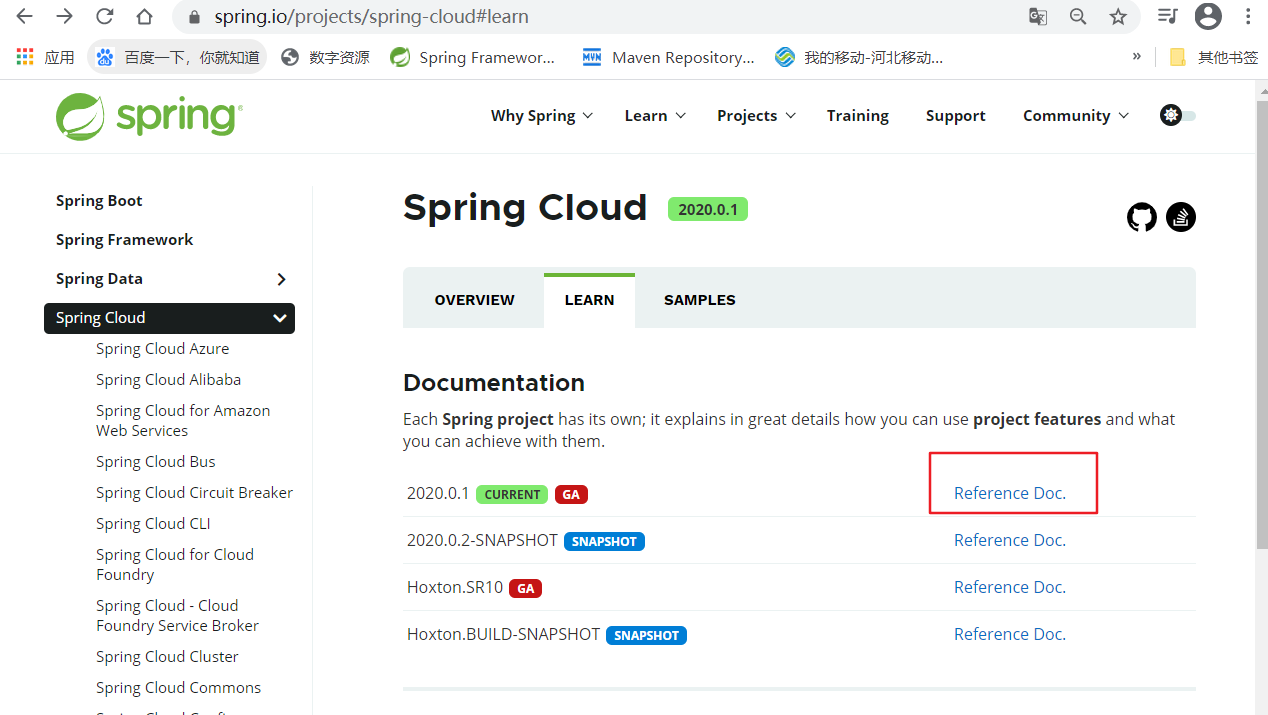 spring.io/projects/spring-cloud#learn
应用 百度一下，你就知道 数字资源 Spring Framewor... MVN Maven Repository... 我的移动-河北移动... » 其他书签
spring Why Spring Learn Projects Training Support Community
Spring Boot
Spring Framework
Spring Data
Spring Cloud
Spring Cloud Azure
Spring Cloud Alibaba
Spring Cloud for Amazon
Web Services
Spring Cloud Bus
Spring Cloud Circuit Breaker
Spring Cloud CLI
Spring Cloud for Cloud
Foundry
Spring Cloud - Cloud
Foundry Service Broker
Spring Cloud Cluster
Spring Cloud Commons
Spring Cloud 2020.0.1
OVERVIEW LEARN SAMPLES
Documentation
Each Spring project has its own; it explains in great details how you can use project features and what
you can achieve with them.
2020.0.1 CURRENT GA Reference Doc.
2020.0.2-SNAPSHOT SNAPSHOT Reference Doc.
Hoxton.SR10 GA Reference Doc.
Hoxton.BUILD-SNAPSHOT SNAPSHOT Reference Doc.